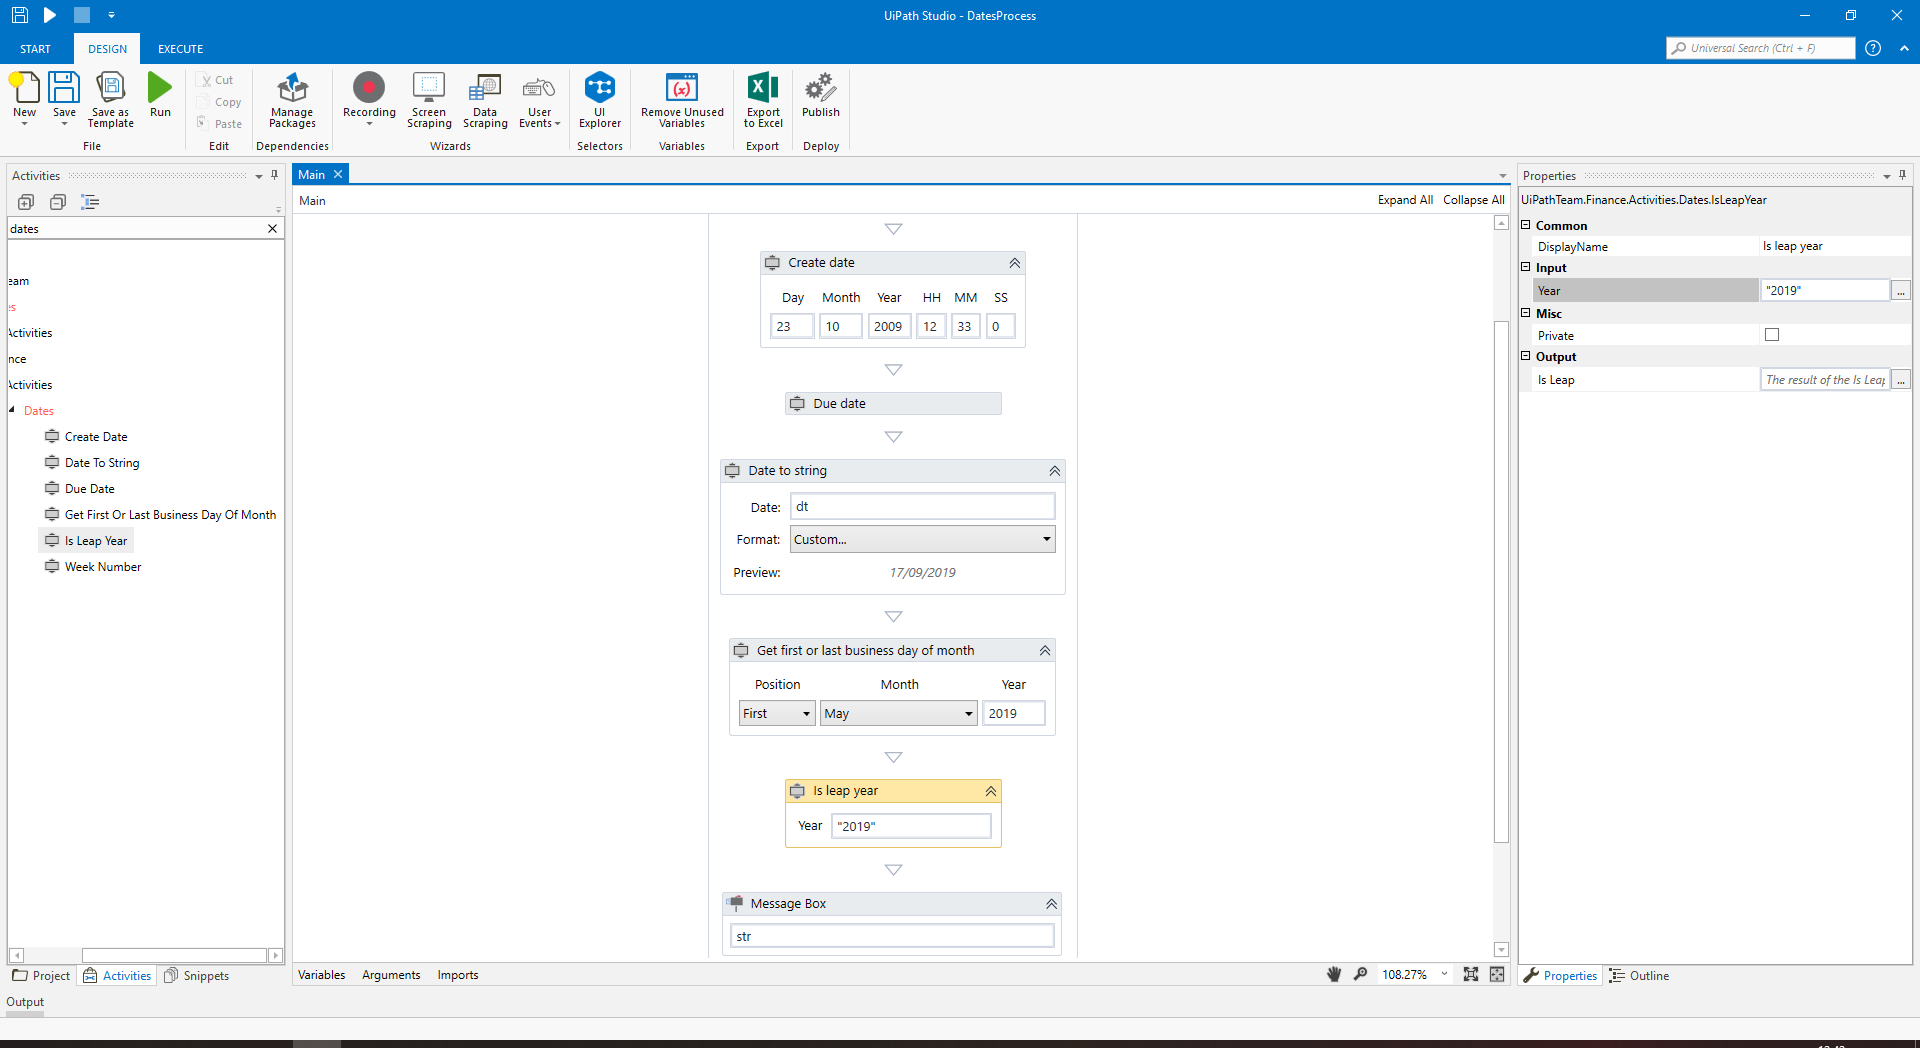 UiPath Studio - DatesProcess
START DESIGN EXECUTE
Universal Search (Ctrl + F)
New Save Save as Template Run
Cut
Copy
Paste
Manage Packages
Recording
Screen Scraping
Data Scraping
User Events
UI Explorer
Remove Unused Variables
Export to Excel
Publish
File Edit Dependencies Wizards Selectors Variables Export Deploy
Activities
dates
eam
Activities
nce
Activities
Dates
Create Date
Date To String
Due Date
Get First Or Last Business Day Of Month
Is Leap Year
Week Number
Project Activities Snippets
Output
Main
Main
Expand All Collapse All
Create date
Day Month Year HH MM SS
23 10 2009 12 33 0
Due date
Date to string
Date: dt
Format: Custom...
Preview: 17/09/2019
Get first or last business day of month
Position Month Year
First May 2019
Is leap year
Year "2019"
Message Box
str
Variables Arguments Imports
108.27%
Properties
UiPathTeam.Finance.Activities.Dates.IsLeapYear
Common
DisplayName Is leap year
Input
Year "2019" ...
Misc
Private
Output
Is Leap The result of the Is Leap ...
Properties Outline